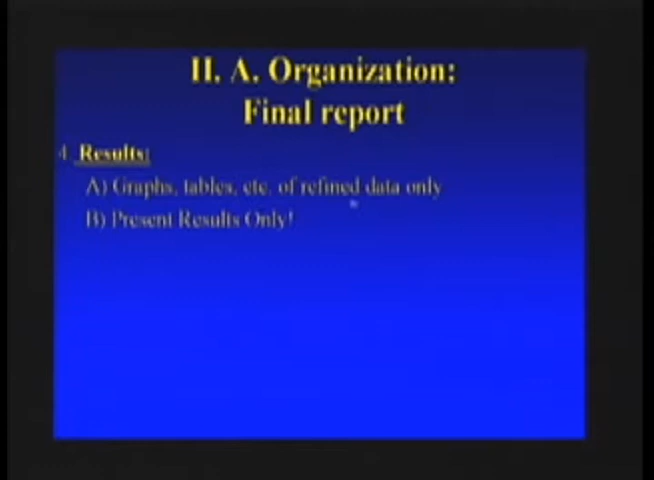 II. A. Organization:
Final report
4 Results:
A) Graphs, tables, etc. of refined data only
B) Present Results Only!